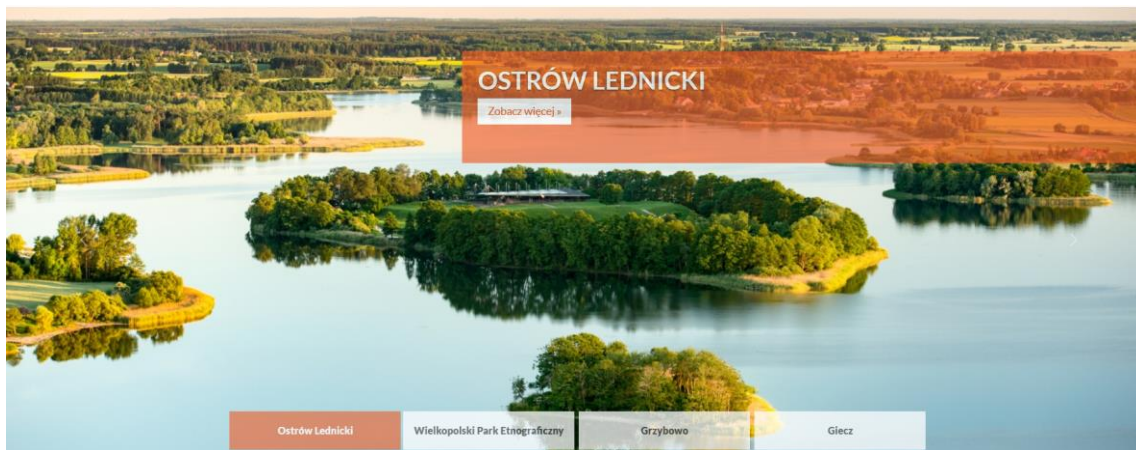 OSTRÓW LEDNICKI
Zobacz więcej »
Ostrów Lednicki
Wielkopolski Park Etnograficzny
Grzybowo
Giecz